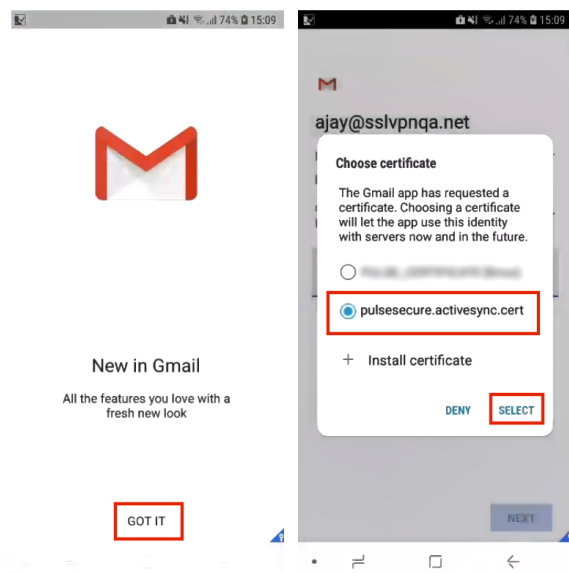 74% 15:09
New in Gmail
All the features you love with a
fresh new look
GOT IT
74% 15:09
ajay@sslvpnqa.net
Choose certificate
The Gmail app has requested a
certificate. Choosing a certificate
will let the app use this identity
with servers now and in the future.
pulsesecure.activesync.cert
+ Install certificate
DENY SELECT
NEXT